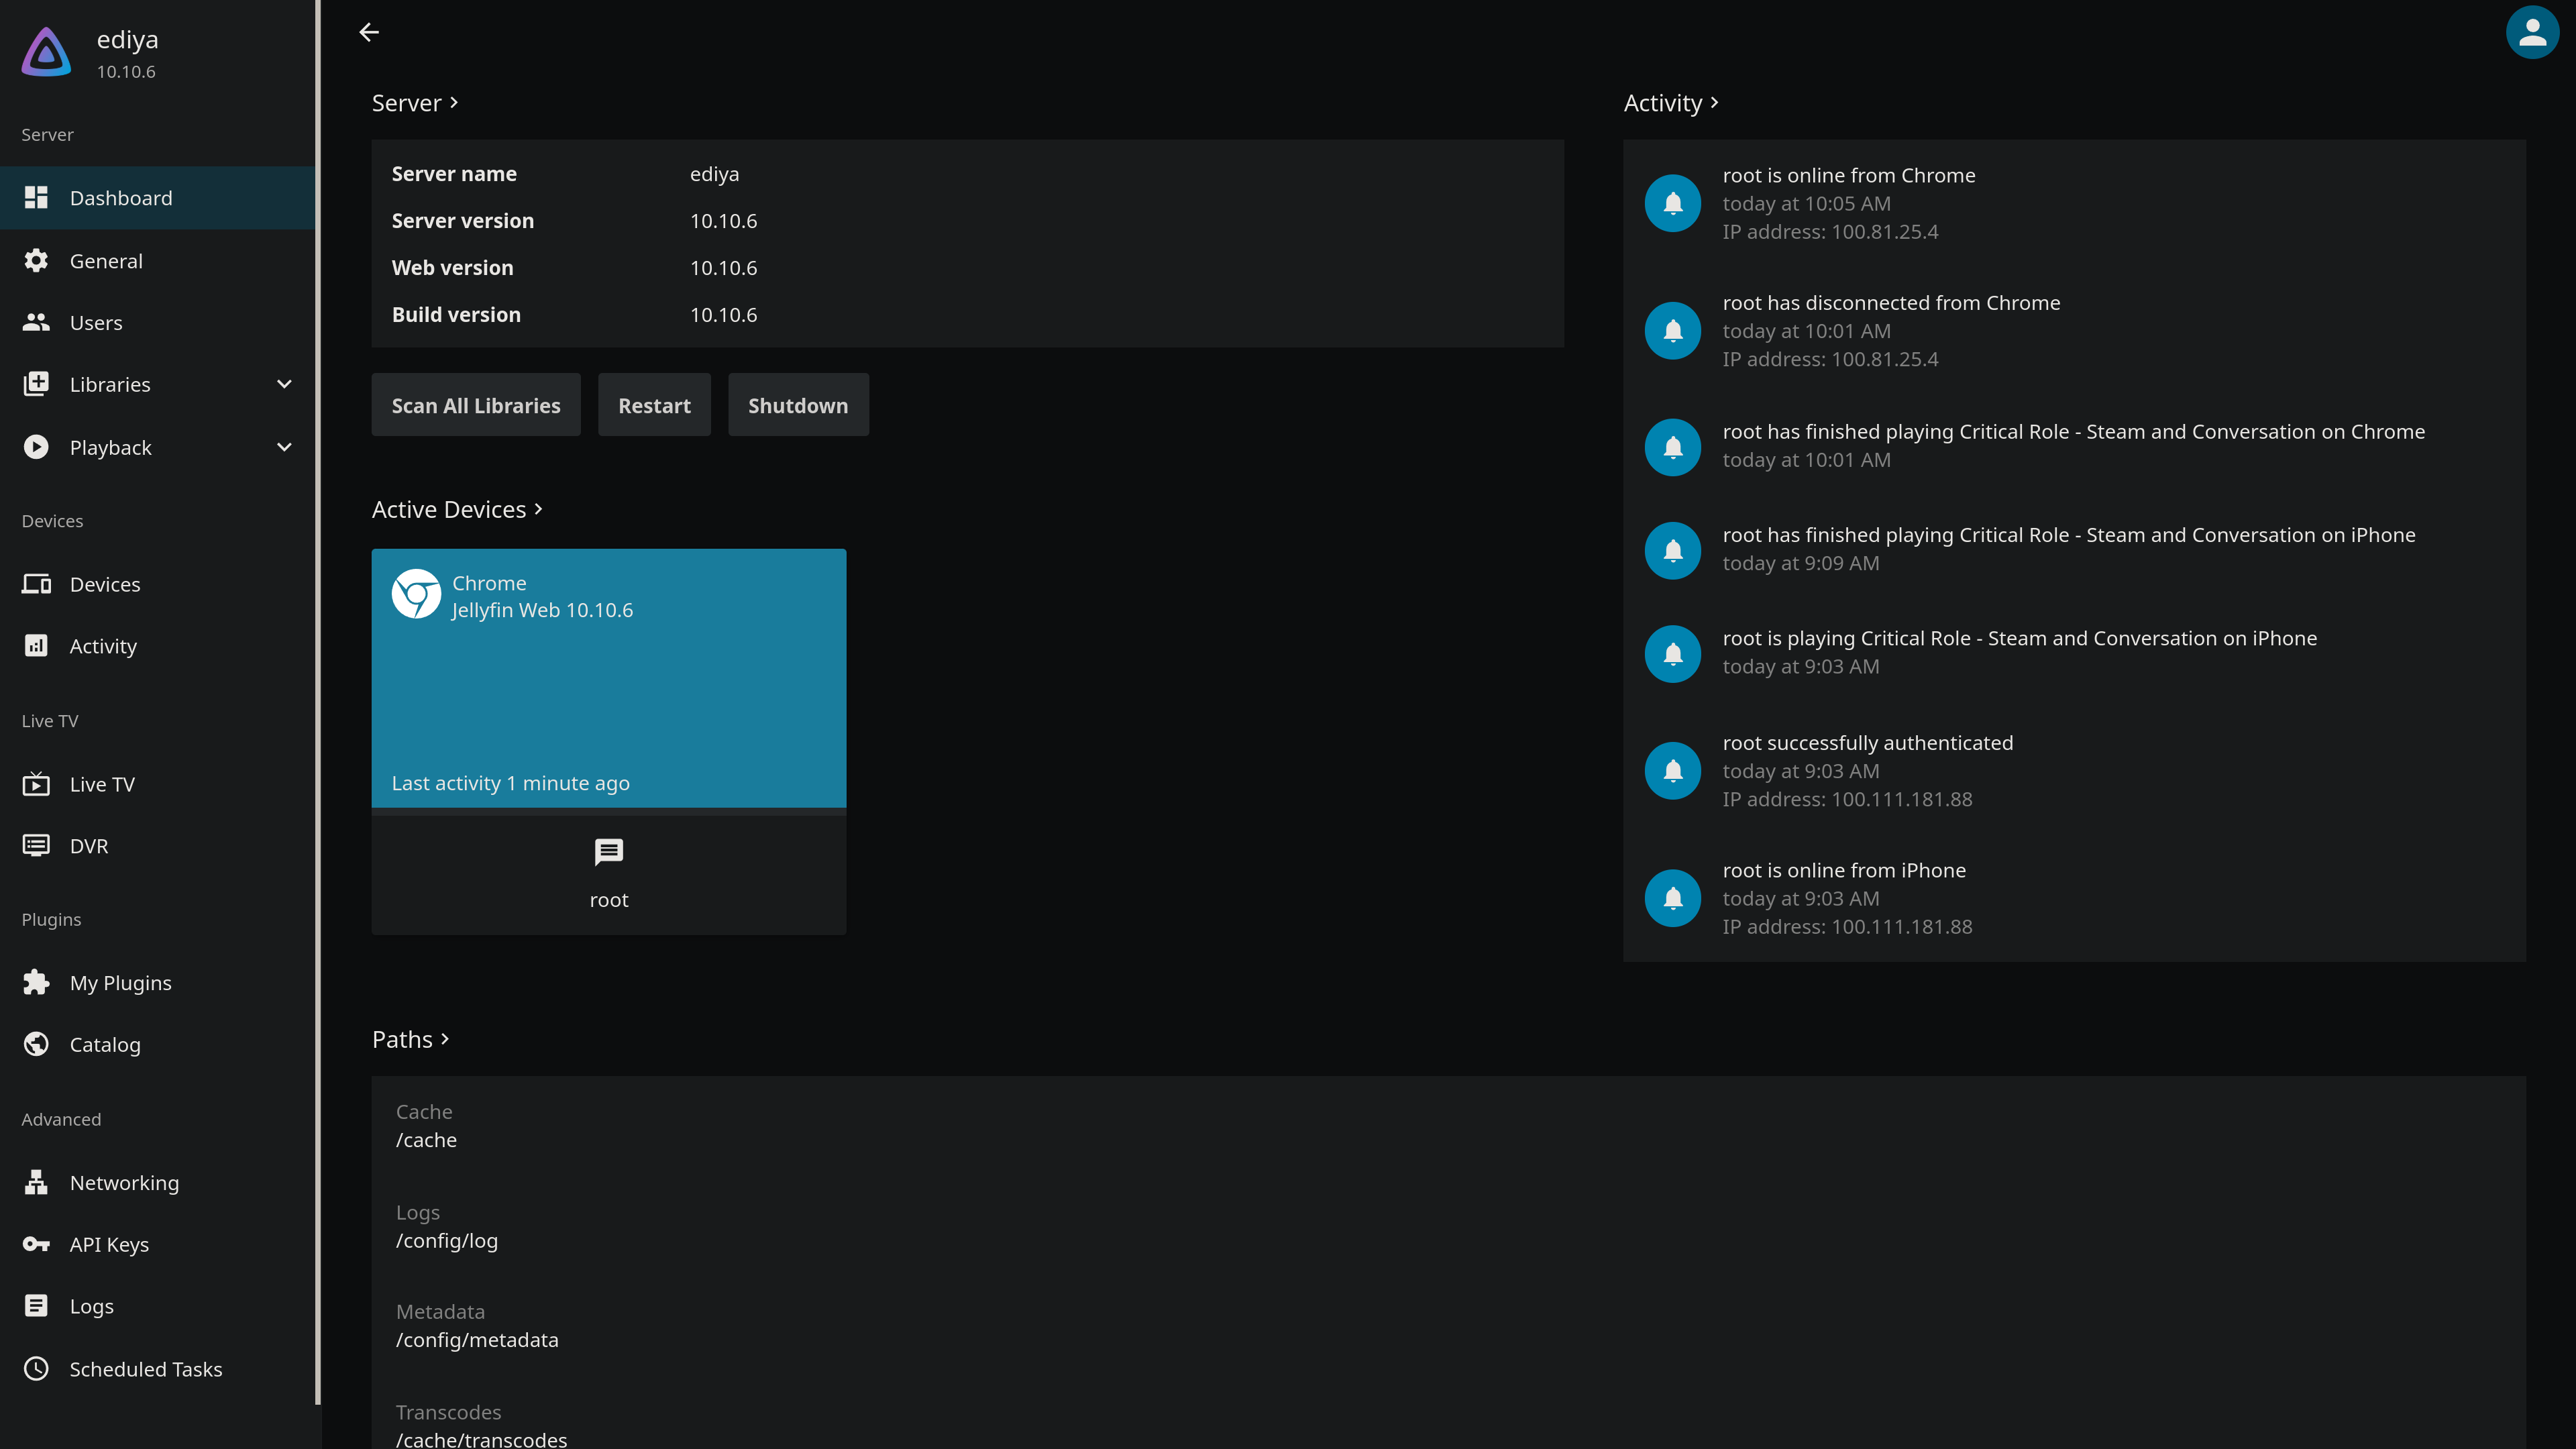 ediya
10.10.6
Server
Dashboard
General
Users
Libraries
Playback
Devices
Devices
Activity
Live TV
Live TV
DVR
Plugins
My Plugins
Catalog
Advanced
Networking
API Keys
Logs
Scheduled Tasks
Server
Server name ediya
Server version 10.10.6
Web version 10.10.6
Build version 10.10.6
Scan All Libraries Restart Shutdown
Active Devices
Chrome
Jellyfin Web 10.10.6
Last activity 1 minute ago
root
Activity
root is online from Chrome
today at 10:05 AM
IP address: 100.81.25.4
root has disconnected from Chrome
today at 10:01 AM
IP address: 100.81.25.4
root has finished playing Critical Role - Steam and Conversation on Chrome
today at 10:01 AM
root has finished playing Critical Role - Steam and Conversation on iPhone
today at 9:09 AM
root is playing Critical Role - Steam and Conversation on iPhone
today at 9:03 AM
root successfully authenticated
today at 9:03 AM
IP address: 100.111.181.88
root is online from iPhone
today at 9:03 AM
IP address: 100.111.181.88
Paths
Cache
/cache
Logs
/config/log
Metadata
/config/metadata
Transcodes
/cache/transcodes